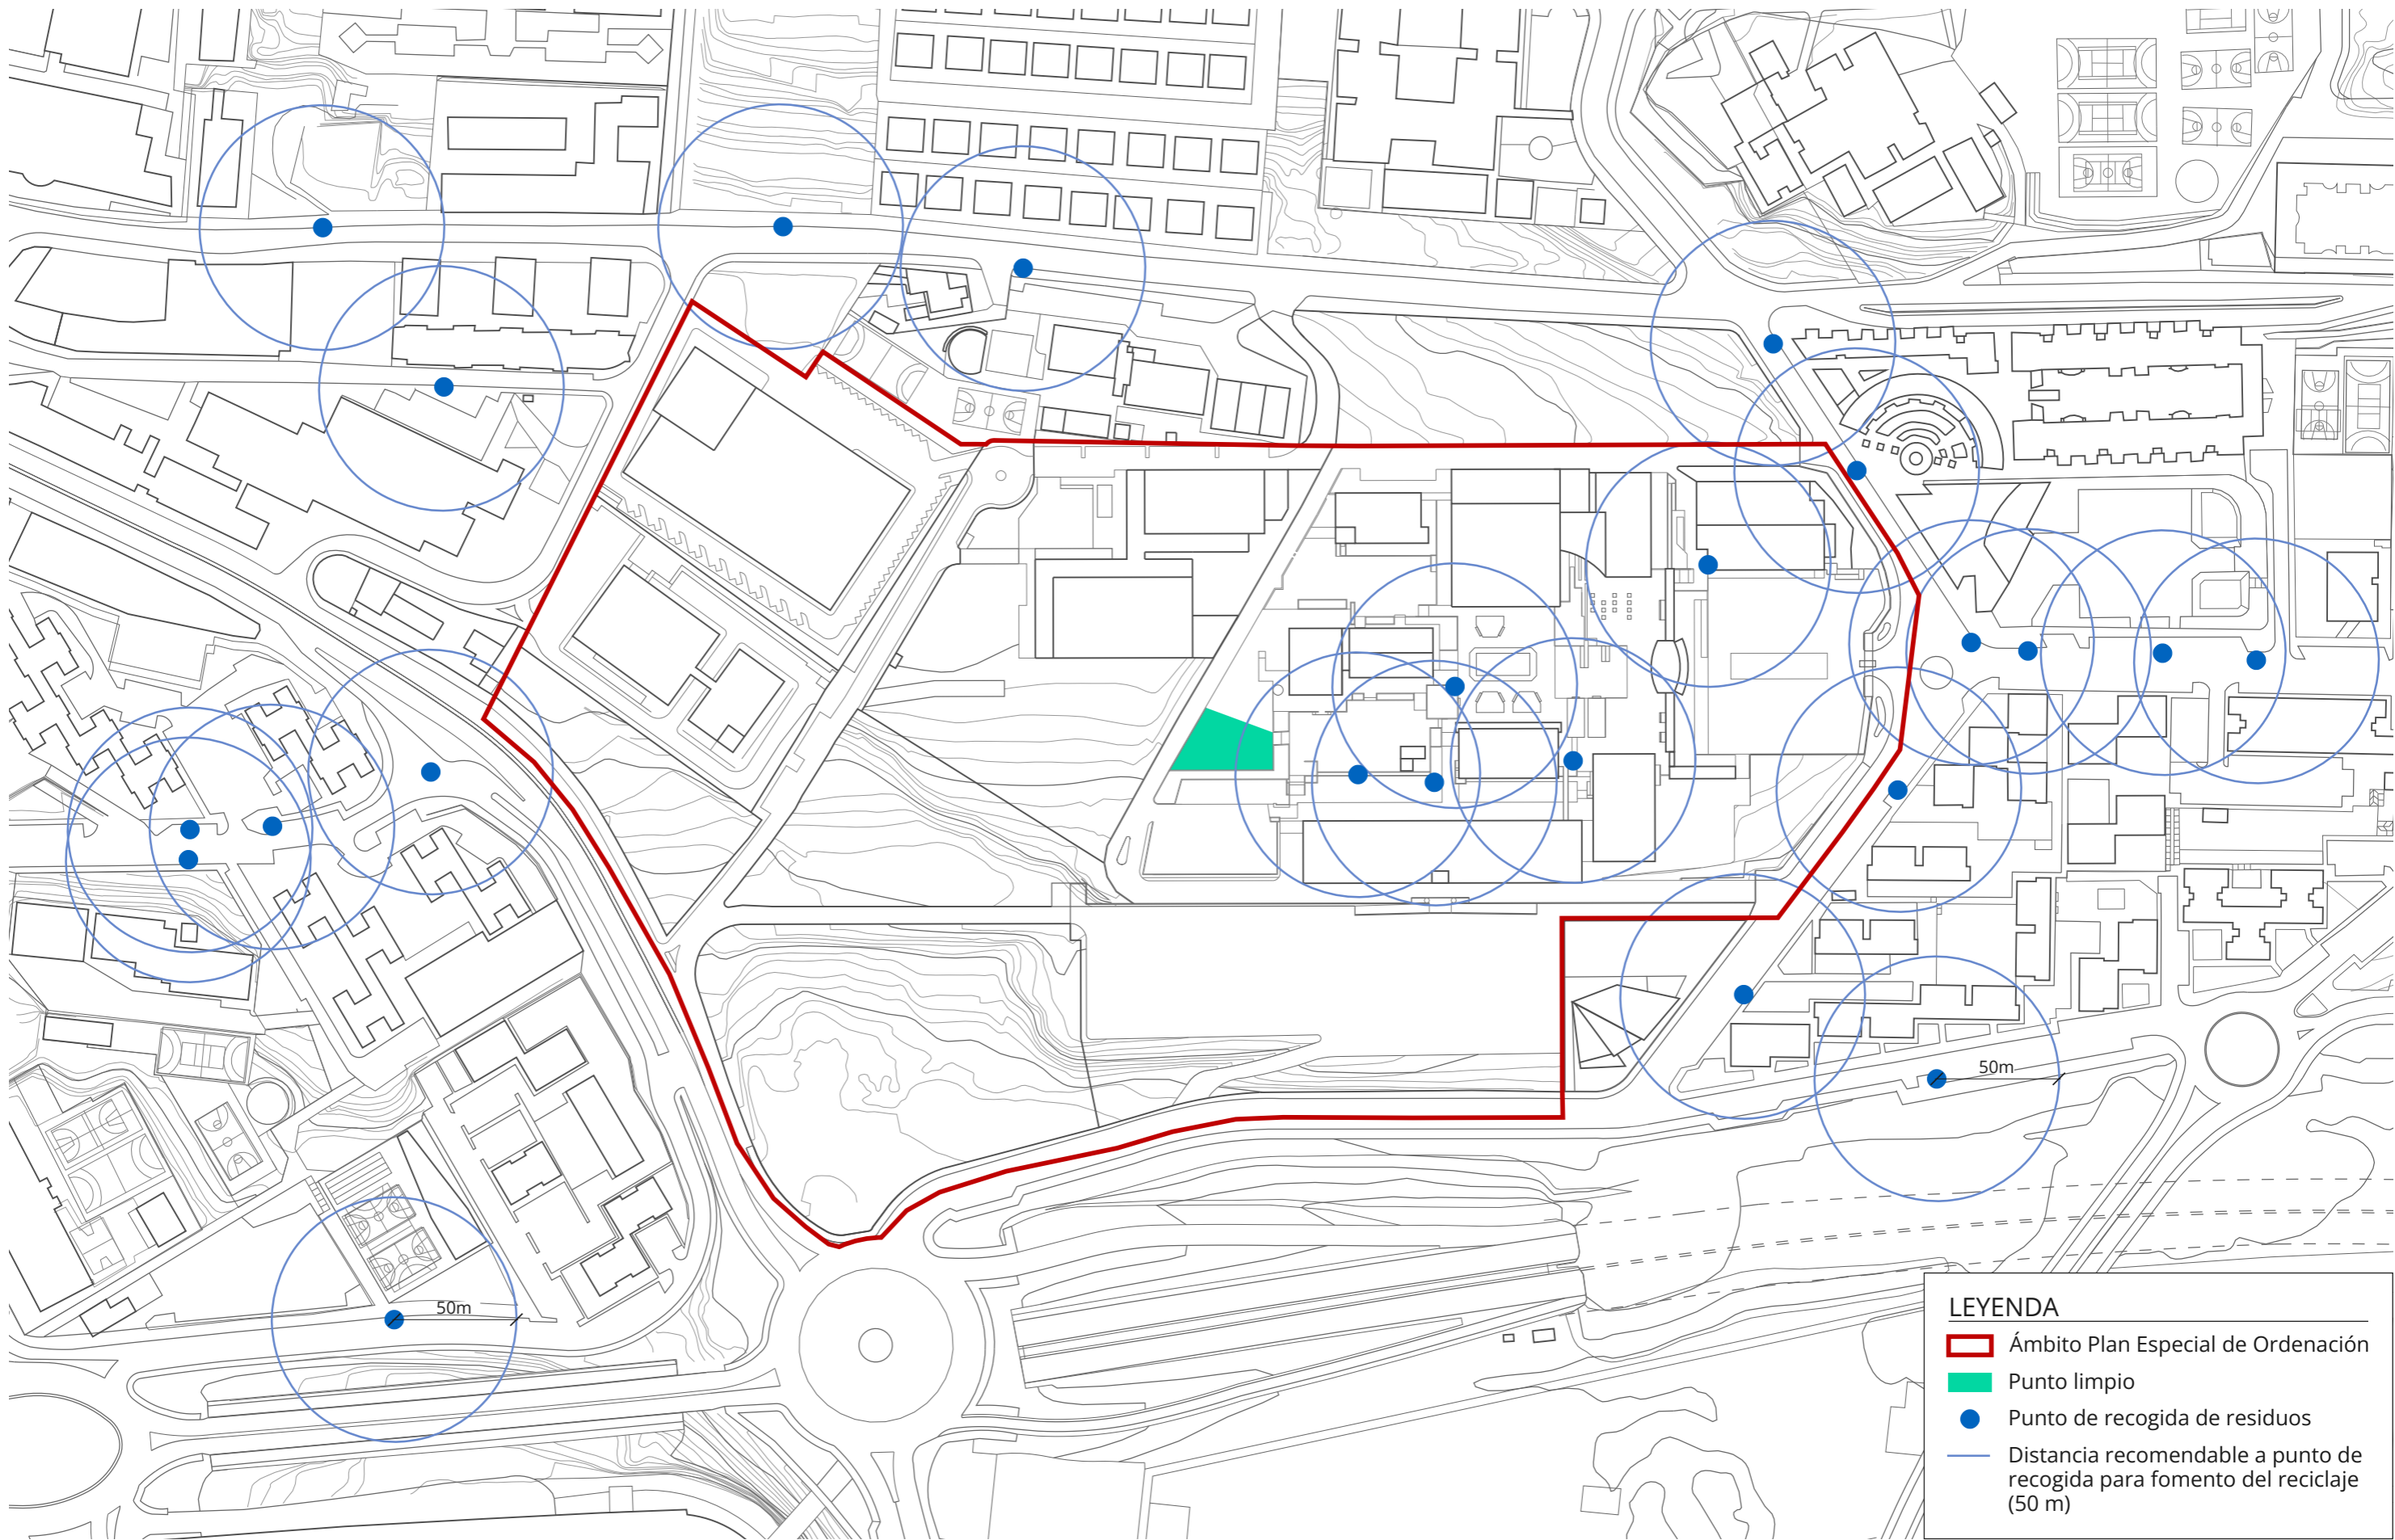 50m
50m
LEYENDA
Ámbito Plan Especial de Ordenación
Punto limpio
Punto de recogida de residuos
Distancia recomendable a punto de
recogida para fomento del reciclaje
(50 m)